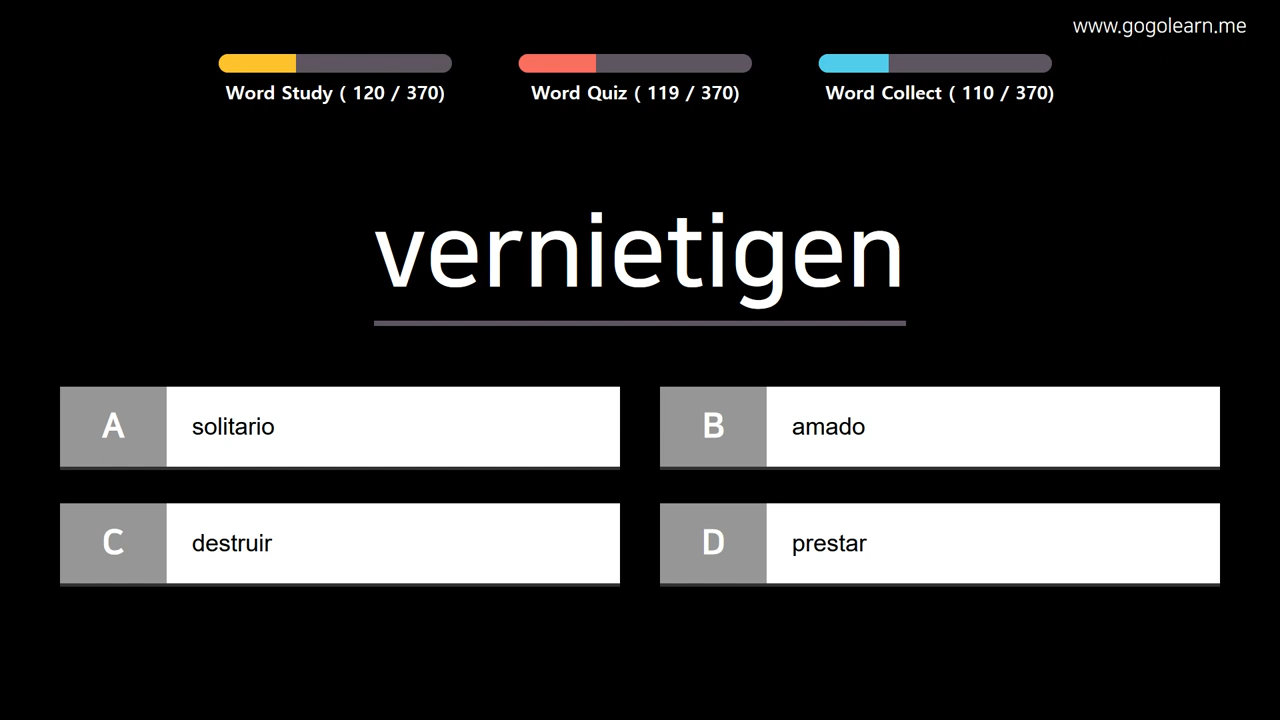 www.gogolearn.me
Word Study ( 120 / 370)
Word Quiz ( 119 / 370)
Word Collect ( 110 / 370)
vernietigen
A solitario
B amado
C destruir
D prestar